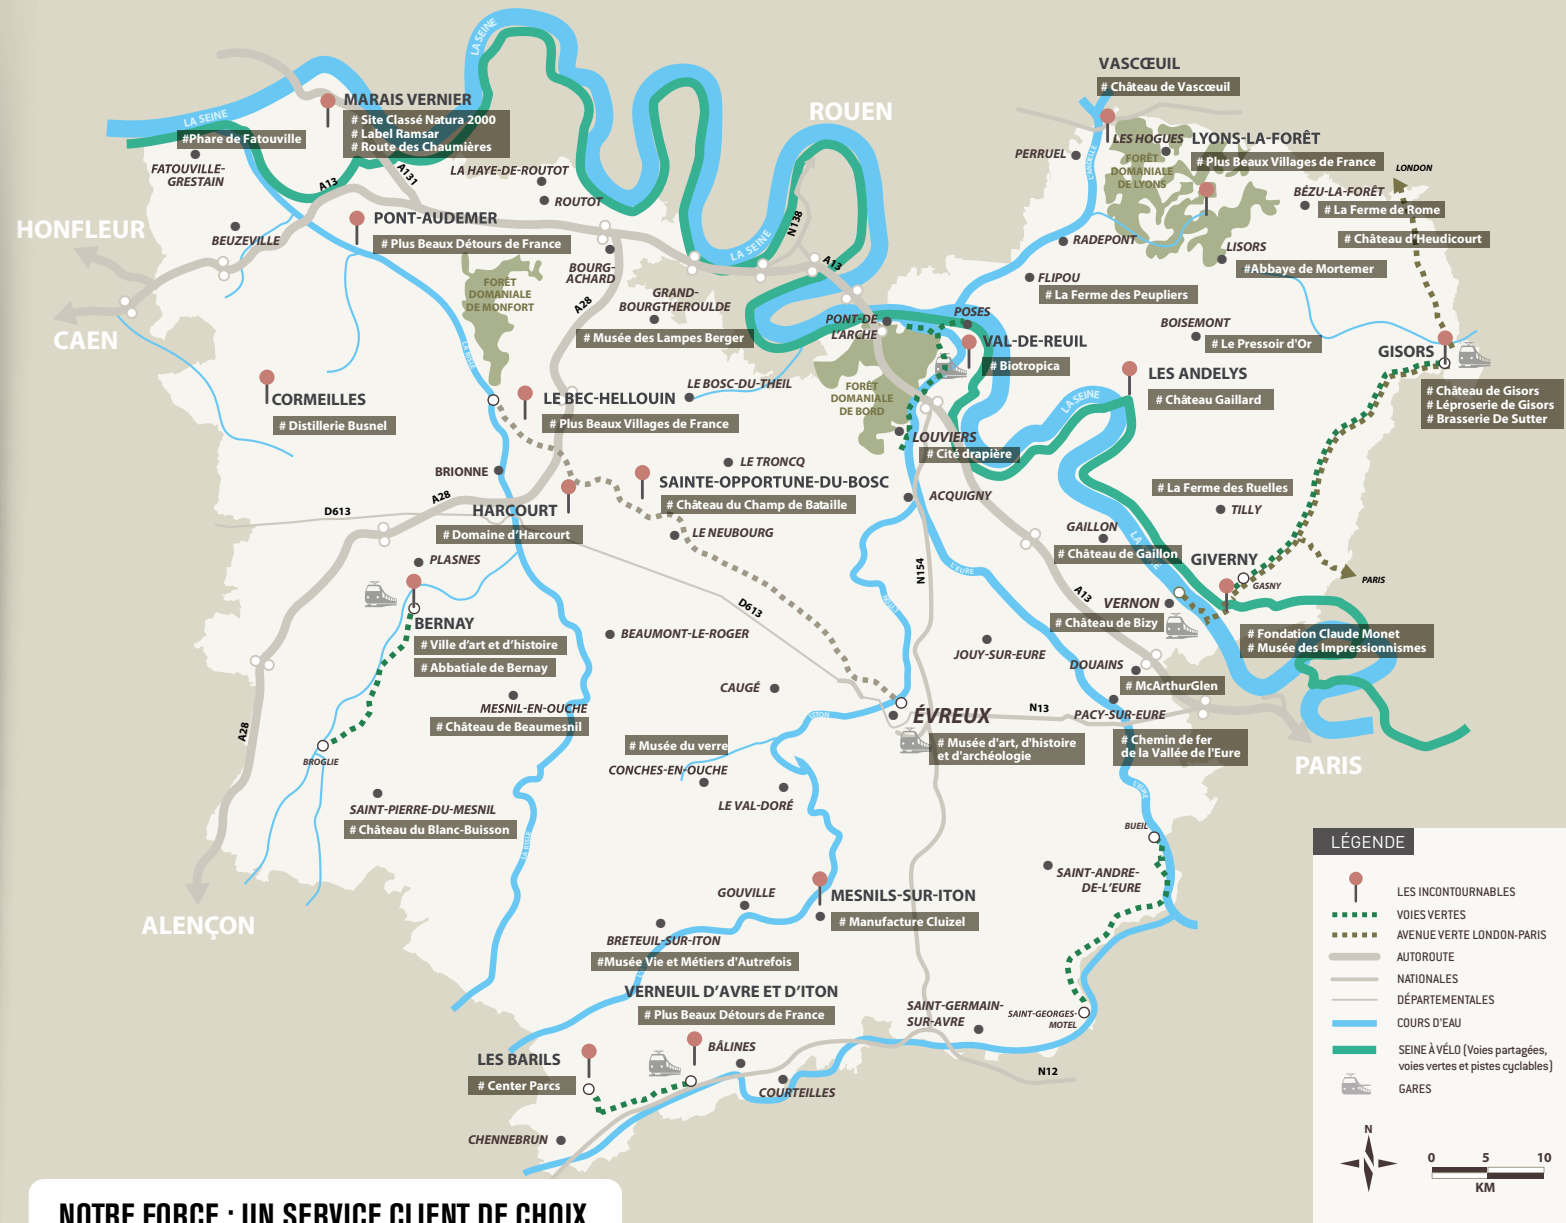 LA SEINE
VASCŒUIL
# Château de Vascœuil
MARAIS VERNIER
# Site Classé Natura 2000
# Label Ramsar
# Route des Chaumières
ROUEN
LA SEINE
#Phare de Fatouville
FATOUVILLE-
GRESTAIN
A13
A131
LA HAYE-DE-ROUTOT
ROUTOT
PERRUEL
L'ANDELLE
LES HOGUES
LYONS-LA-FORÊT
# Plus Beaux Villages de France
FORÊT
DOMANIALE
DE LYONS
LONDON
BÉZU-LA-FORÊT
# La Ferme de Rome
HONFLEUR
BEUZEVILLE
PONT-AUDEMER
# Plus Beaux Détours de France
N138
LA SEINE
A13
RADEPONT
LISORS
# Château d'Heudicourt
#Abbaye de Mortemer
BOURG-
ACHARD
FORÊT
DOMANIALE
DE MONFORT
A28
GRAND-
BOURGTHEROULDE
# Musée des Lampes Berger
FLIPOU
# La Ferme des Peupliers
CAEN
PONT-DE
L'ARCHE
POSES
VAL-DE-REUIL
# Biotropica
BOISEMONT
# Le Pressoir d'Or
GISORS
# Château de Gisors
# Léproserie de Gisors
# Brasserie De Sutter
LA RISLE
CORMEILLES
# Distillerie Busnel
LE BEC-HELLOUIN
# Plus Beaux Villages de France
LE BOSC-DU-THEIL
FORÊT
DOMANIALE
DE BORD
LA SEINE
LES ANDELYS
# Château Gaillard
LOUVIERS
# Cité drapière
BRIONNE
A28
D613
HARCOURT
# Domaine d'Harcourt
LE TRONCQ
SAINTE-OPPORTUNE-DU-BOSC
# Château du Champ de Bataille
LE NEUBOURG
ACQUIGNY
# La Ferme des Ruelles
TILLY
GAILLON
# Château de Gaillon
LA SEINE
GIVERNY
GASNY
PARIS
PLASNES
BERNAY
# Ville d'art et d'histoire
# Abbatiale de Bernay
D613
N154
L'EURE
L'ITON
A13
VERNON
# Château de Bizy
# Fondation Claude Monet
# Musée des Impressionnismes
BEAUMONT-LE-ROGER
JOUY-SUR-EURE
DOUAINS
# McArthurGlen
MESNIL-EN-OUCHE
# Château de Beaumesnil
CAUGÉ
L'ITON
ÉVREUX
# Musée d'art, d'histoire
et d'archéologie
N13
PACY-SUR-EURE
# Chemin de fer
de la Vallée de l'Eure
PARIS
A28
BROGLIE
# Musée du verre
CONCHES-EN-OUCHE
LE VAL-DORÉ
SAINT-PIERRE-DU-MESNIL
# Château du Blanc-Buisson
LA RISLE
L'EURE
BUEIL
SAINT-ANDRE-
DE-L'EURE
ALENÇON
GOUVILLE
MESNILS-SUR-ITON
# Manufacture Cluizel
BRETEUIL-SUR-ITON
#Musée Vie et Métiers d'Autrefois
VERNEUIL D'AVRE ET D'ITON
# Plus Beaux Détours de France
SAINT-GERMAIN-
SUR-AVRE
SAINT-GEORGES-
MOTEL
LES BARILS
# Center Parcs
BÂLINES
COURTEILLES
N12
CHENNEBRUN
LÉGENDE
LES INCONTOURNABLES
VOIES VERTES
AVENUE VERTE LONDON-PARIS
AUTOROUTE
NATIONALES
DÉPARTEMENTALES
COURS D'EAU
SEINE À VÉLO (Voies partagées,
voies vertes et pistes cyclables)
GARES
N
0 5 10
KM
NOTRE FORCE : UN SERVICE CLIENT DE CHOIX